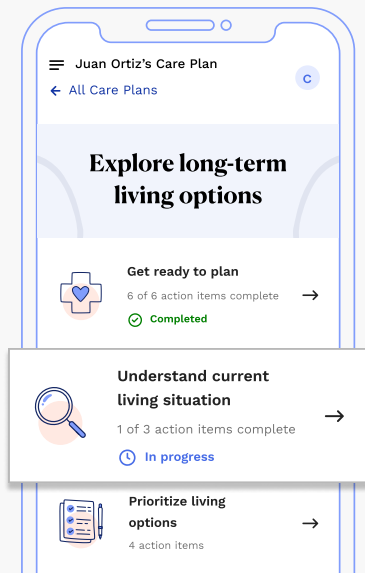 Juan Ortiz's Care Plan
All Care Plans
C
Explore long-term
living options
Get ready to plan
6 of 6 action items complete
Completed
Understand current
living situation
1 of 3 action items complete
In progress
Prioritize living
options
4 action items